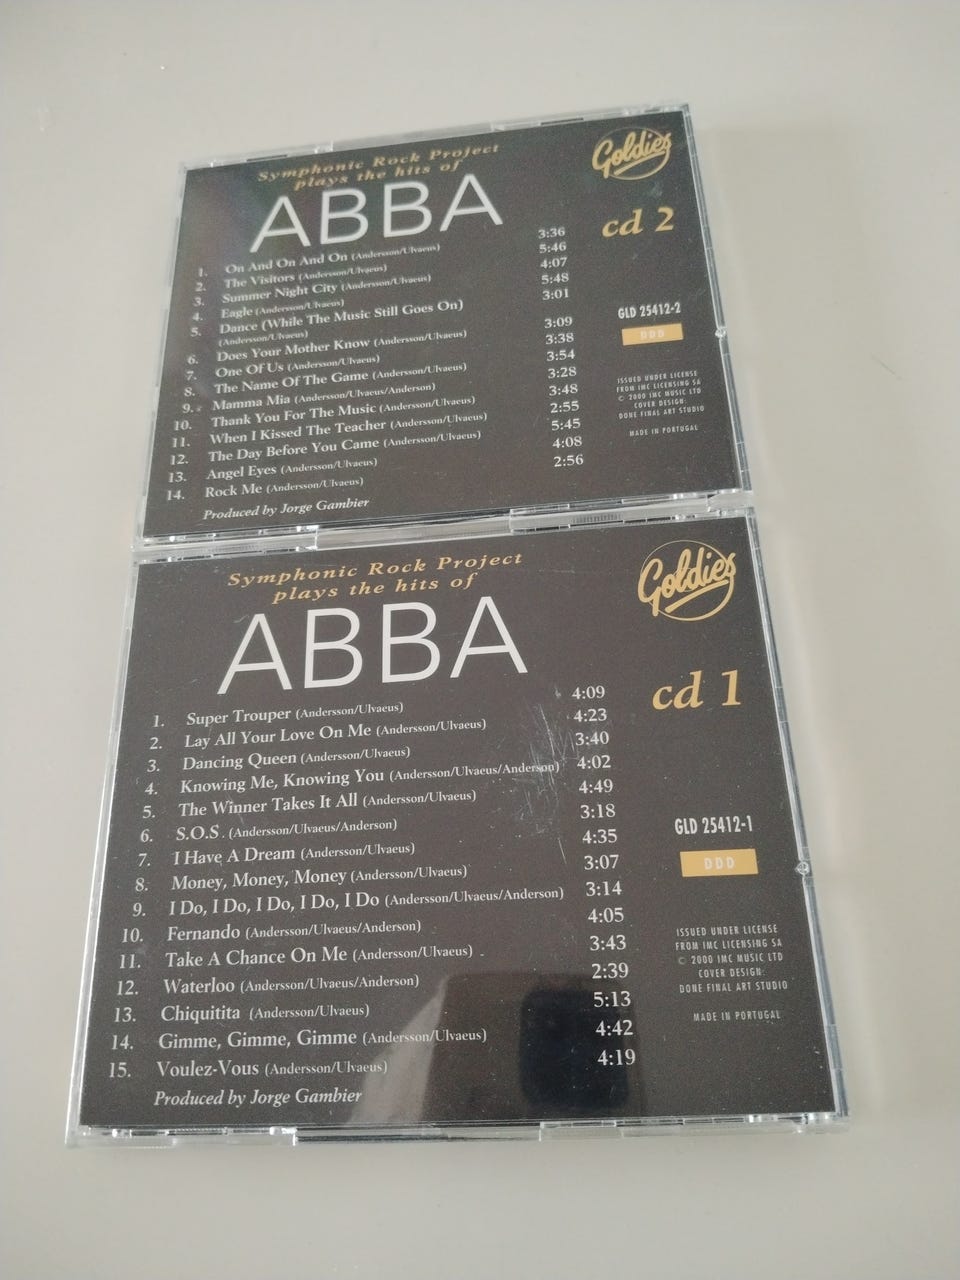 Symphonic Rock Project
plays the hits of
ABBA
Goldies
cd 2
1. On And On And On (Andersson/Ulvaeus) 3:36
2. The Visitors (Andersson/Ulvaeus) 5:46
3. Summer Night City (Andersson/Ulvaeus) 4:07
4. Eagle (Andersson/Ulvaeus) 5:48
5. Dance (While The Music Still Goes On) 3:01
(Andersson/Ulvaeus)
6. Does Your Mother Know (Andersson/Ulvaeus) 3:09
7. One Of Us (Andersson/Ulvaeus) 3:38
8. The Name Of The Game (Andersson/Ulvaeus) 3:54
9. Mamma Mia (Andersson/Ulvaeus/Anderson) 3:28
10. Thank You For The Music (Andersson/Ulvaeus) 3:48
11. When I Kissed The Teacher (Andersson/Ulvaeus) 2:55
12. The Day Before You Came (Andersson/Ulvaeus) 5:45
13. Angel Eyes (Andersson/Ulvaeus) 4:08
14. Rock Me (Andersson/Ulvaeus) 2:56
Produced by Jorge Gambier
GLD 25412-2
DDD
ISSUED UNDER LICENSE
FROM IMC LICENSING SA
© 2000 IMC MUSIC LTD
COVER DESIGN:
DONE FINAL ART STUDIO
MADE IN PORTUGAL
Symphonic Rock Project
plays the hits of
ABBA
Goldies
cd 1
1. Super Trouper (Andersson/Ulvaeus) 4:09
2. Lay All Your Love On Me (Andersson/Ulvaeus) 4:23
3. Dancing Queen (Andersson/Ulvaeus) 3:40
4. Knowing Me, Knowing You (Andersson/Ulvaeus/Anderson) 4:02
5. The Winner Takes It All (Andersson/Ulvaeus) 4:49
6. S.O.S. (Andersson/Ulvaeus/Anderson) 3:18
7. I Have A Dream (Andersson/Ulvaeus) 4:35
8. Money, Money, Money (Andersson/Ulvaeus) 3:07
9. I Do, I Do, I Do, I Do, I Do (Andersson/Ulvaeus/Anderson) 3:14
10. Fernando (Andersson/Ulvaeus/Anderson) 4:05
11. Take A Chance On Me (Andersson/Ulvaeus) 3:43
12. Waterloo (Andersson/Ulvaeus/Anderson) 2:39
13. Chiquitita (Andersson/Ulvaeus) 5:13
14. Gimme, Gimme, Gimme (Andersson/Ulvaeus) 4:42
15. Voulez-Vous (Andersson/Ulvaeus) 4:19
Produced by Jorge Gambier
GLD 25412-1
DDD
ISSUED UNDER LICENSE
FROM IMC LICENSING SA
© 2000 IMC MUSIC LTD
COVER DESIGN:
DONE FINAL ART STUDIO
MADE IN PORTUGAL